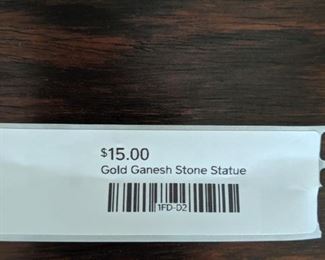 $15.00
Gold Ganesh Stone Statue
1FD-D2